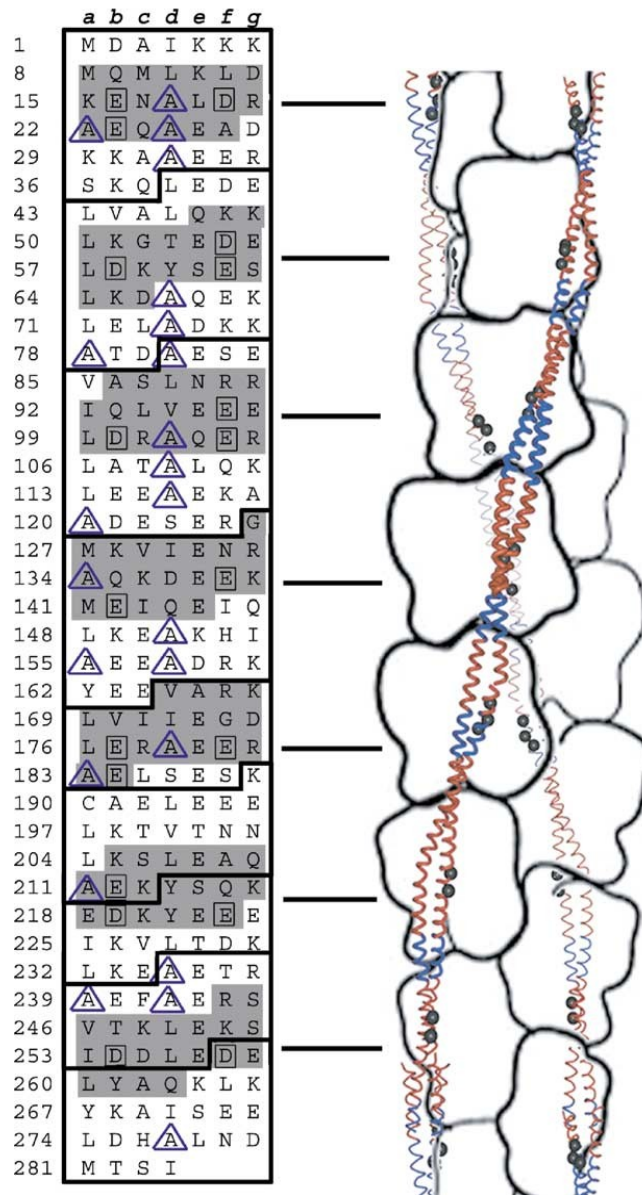 a b c d e f g
1 M D A I K K K
8 M Q M L K L D
15 K E N A L D R
22 A E Q A E A D
29 K K A A E E R
36 S K Q L E D E
43 L V A L Q K K
50 L K G T E D E
57 L D K Y S E S
64 L K D A Q E K
71 L E L A D K K
78 A T D A E S E
85 V A S L N R R
92 I Q L V E E E
99 L D R A Q E R
106 L A T A L Q K
113 L E E A E K A
120 A D E S E R G
127 M K V I E N R
134 A Q K D E E K
141 M E I Q E I Q
148 L K E A K H I
155 A E E A D R K
162 Y E E V A R K
169 L V I I E G D
176 L E R A E E R
183 A E L S E S K
190 C A E L E E E
197 L K T V T N N
204 L K S L E A Q
211 A E K Y S Q K
218 E D K Y E E E
225 I K V L T D K
232 L K E A E T R
239 A E F A E R S
246 V T K L E K S
253 I D D L E D E
260 L Y A Q K L K
267 Y K A I S E E
274 L D H A L N D
281 M T S I